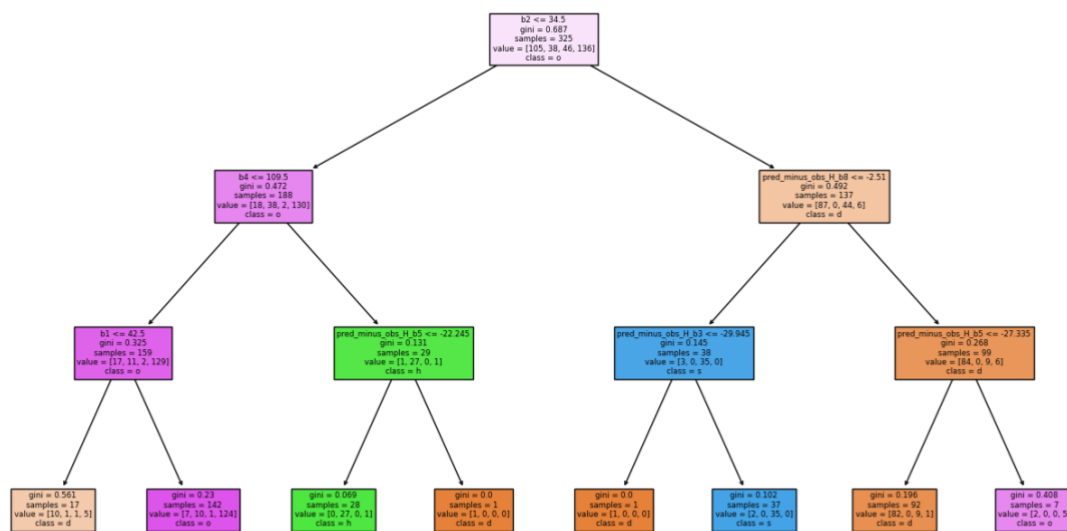 b2 <= 34.5
gini = 0.687
samples = 325
value = [105, 38, 46, 136]
class = o
b4 <= 109.5
gini = 0.472
samples = 188
value = [18, 38, 2, 130]
class = o
pred_minus_obs_H_b8 <= -2.51
gini = 0.492
samples = 137
value = [87, 0, 44, 6]
class = d
b1 <= 42.5
gini = 0.325
samples = 159
value = [17, 11, 2, 129]
class = o
pred_minus_obs_H_b5 <= -22.245
gini = 0.131
samples = 29
value = [1, 27, 0, 1]
class = h
pred_minus_obs_H_b3 <= -29.945
gini = 0.145
samples = 38
value = [3, 0, 35, 0]
class = s
pred_minus_obs_H_b5 <= -27.335
gini = 0.268
samples = 99
value = [84, 0, 9, 6]
class = d
gini = 0.561
samples = 17
value = [10, 1, 1, 5]
class = d
gini = 0.23
samples = 142
value = [7, 10, 1, 124]
class = o
gini = 0.069
samples = 28
value = [0, 27, 0, 1]
class = h
gini = 0.0
samples = 1
value = [1, 0, 0, 0]
class = d
gini = 0.0
samples = 1
value = [1, 0, 0, 0]
class = d
gini = 0.102
samples = 37
value = [2, 0, 35, 0]
class = s
gini = 0.196
samples = 92
value = [82, 0, 9, 1]
class = d
gini = 0.408
samples = 7
value = [2, 0, 0, 5
class = o